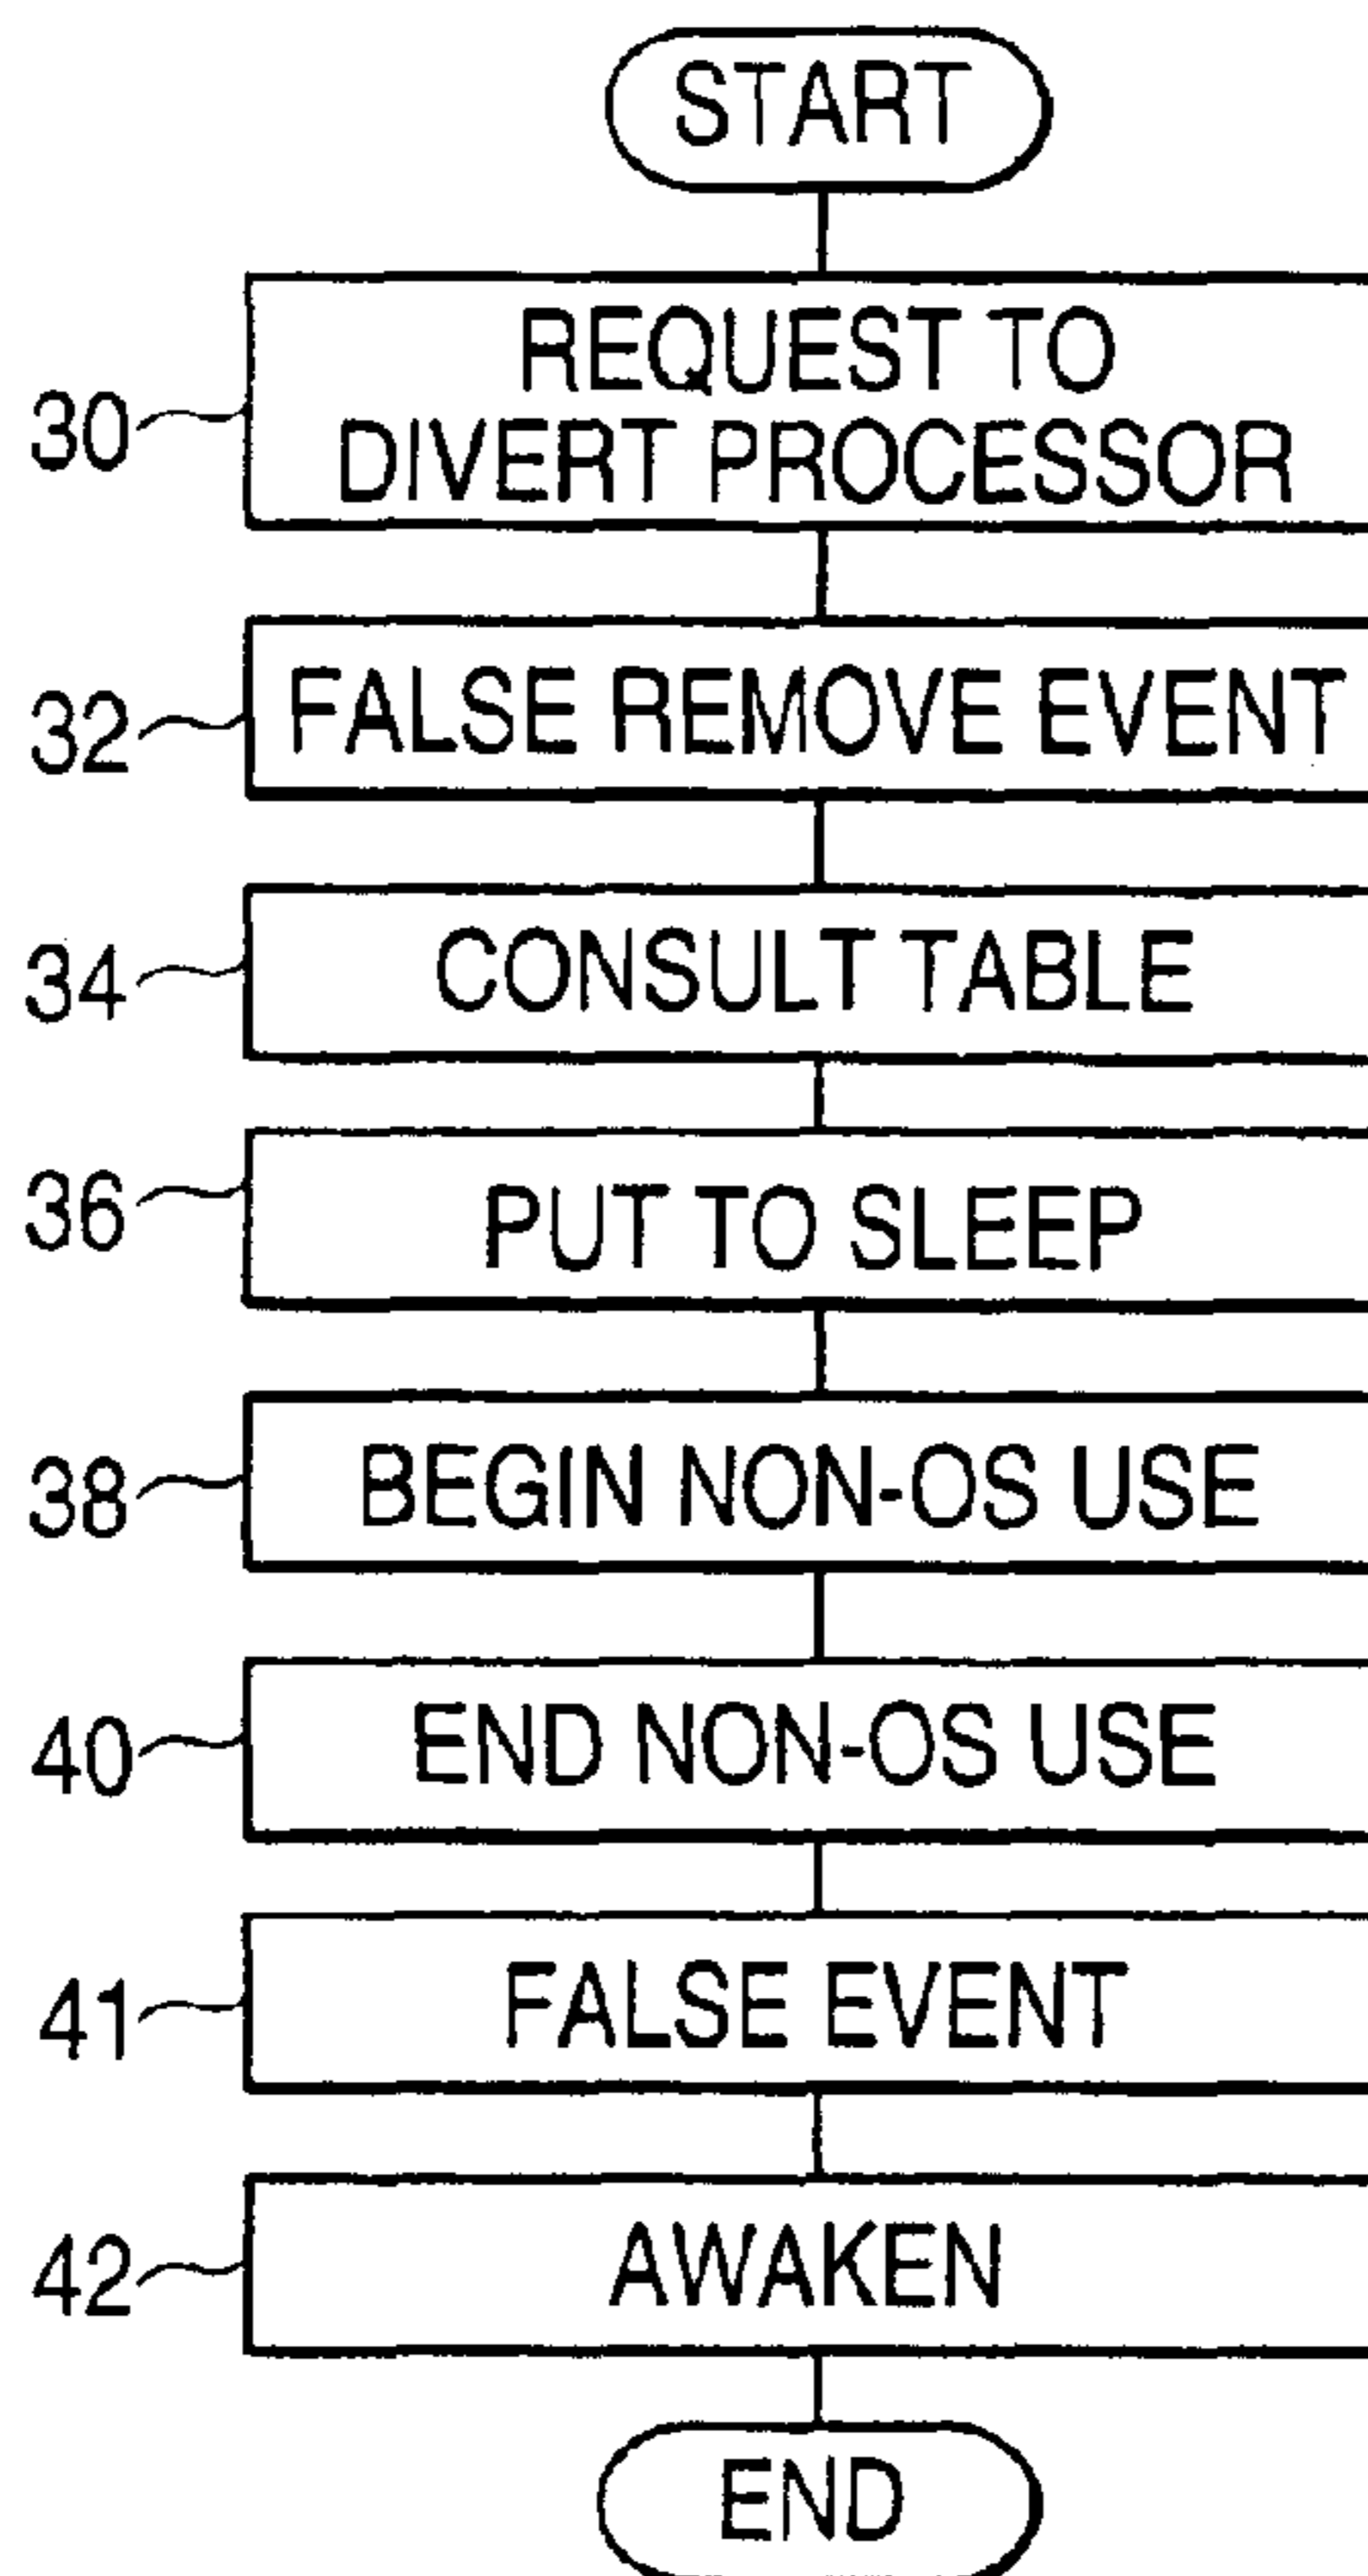 START
30
REQUEST TO
DIVERT PROCESSOR
32
FALSE REMOVE EVENT
34
CONSULT TABLE
36
PUT TO SLEEP
38
BEGIN NON-OS USE
40
END NON-OS USE
41
FALSE EVENT
42
AWAKEN
END